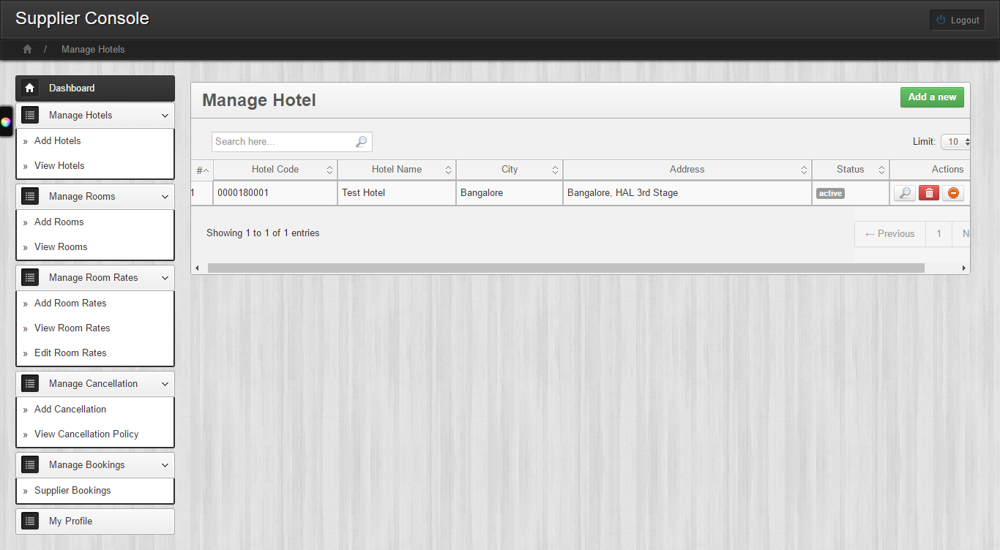 Supplier Console
Logout
/ Manage Hotels
Dashboard
Manage Hotels
» Add Hotels
» View Hotels
Manage Rooms
» Add Rooms
» View Rooms
Manage Room Rates
» Add Room Rates
» View Room Rates
» Edit Room Rates
Manage Cancellation
» Add Cancellation
» View Cancellation Policy
Manage Bookings
» Supplier Bookings
My Profile
Manage Hotel
Add a new
Search here...
Limit: 10
# Hotel Code Hotel Name City Address Status Actions
1 0000180001 Test Hotel Bangalore Bangalore, HAL 3rd Stage active
Showing 1 to 1 of 1 entries
← Previous 1